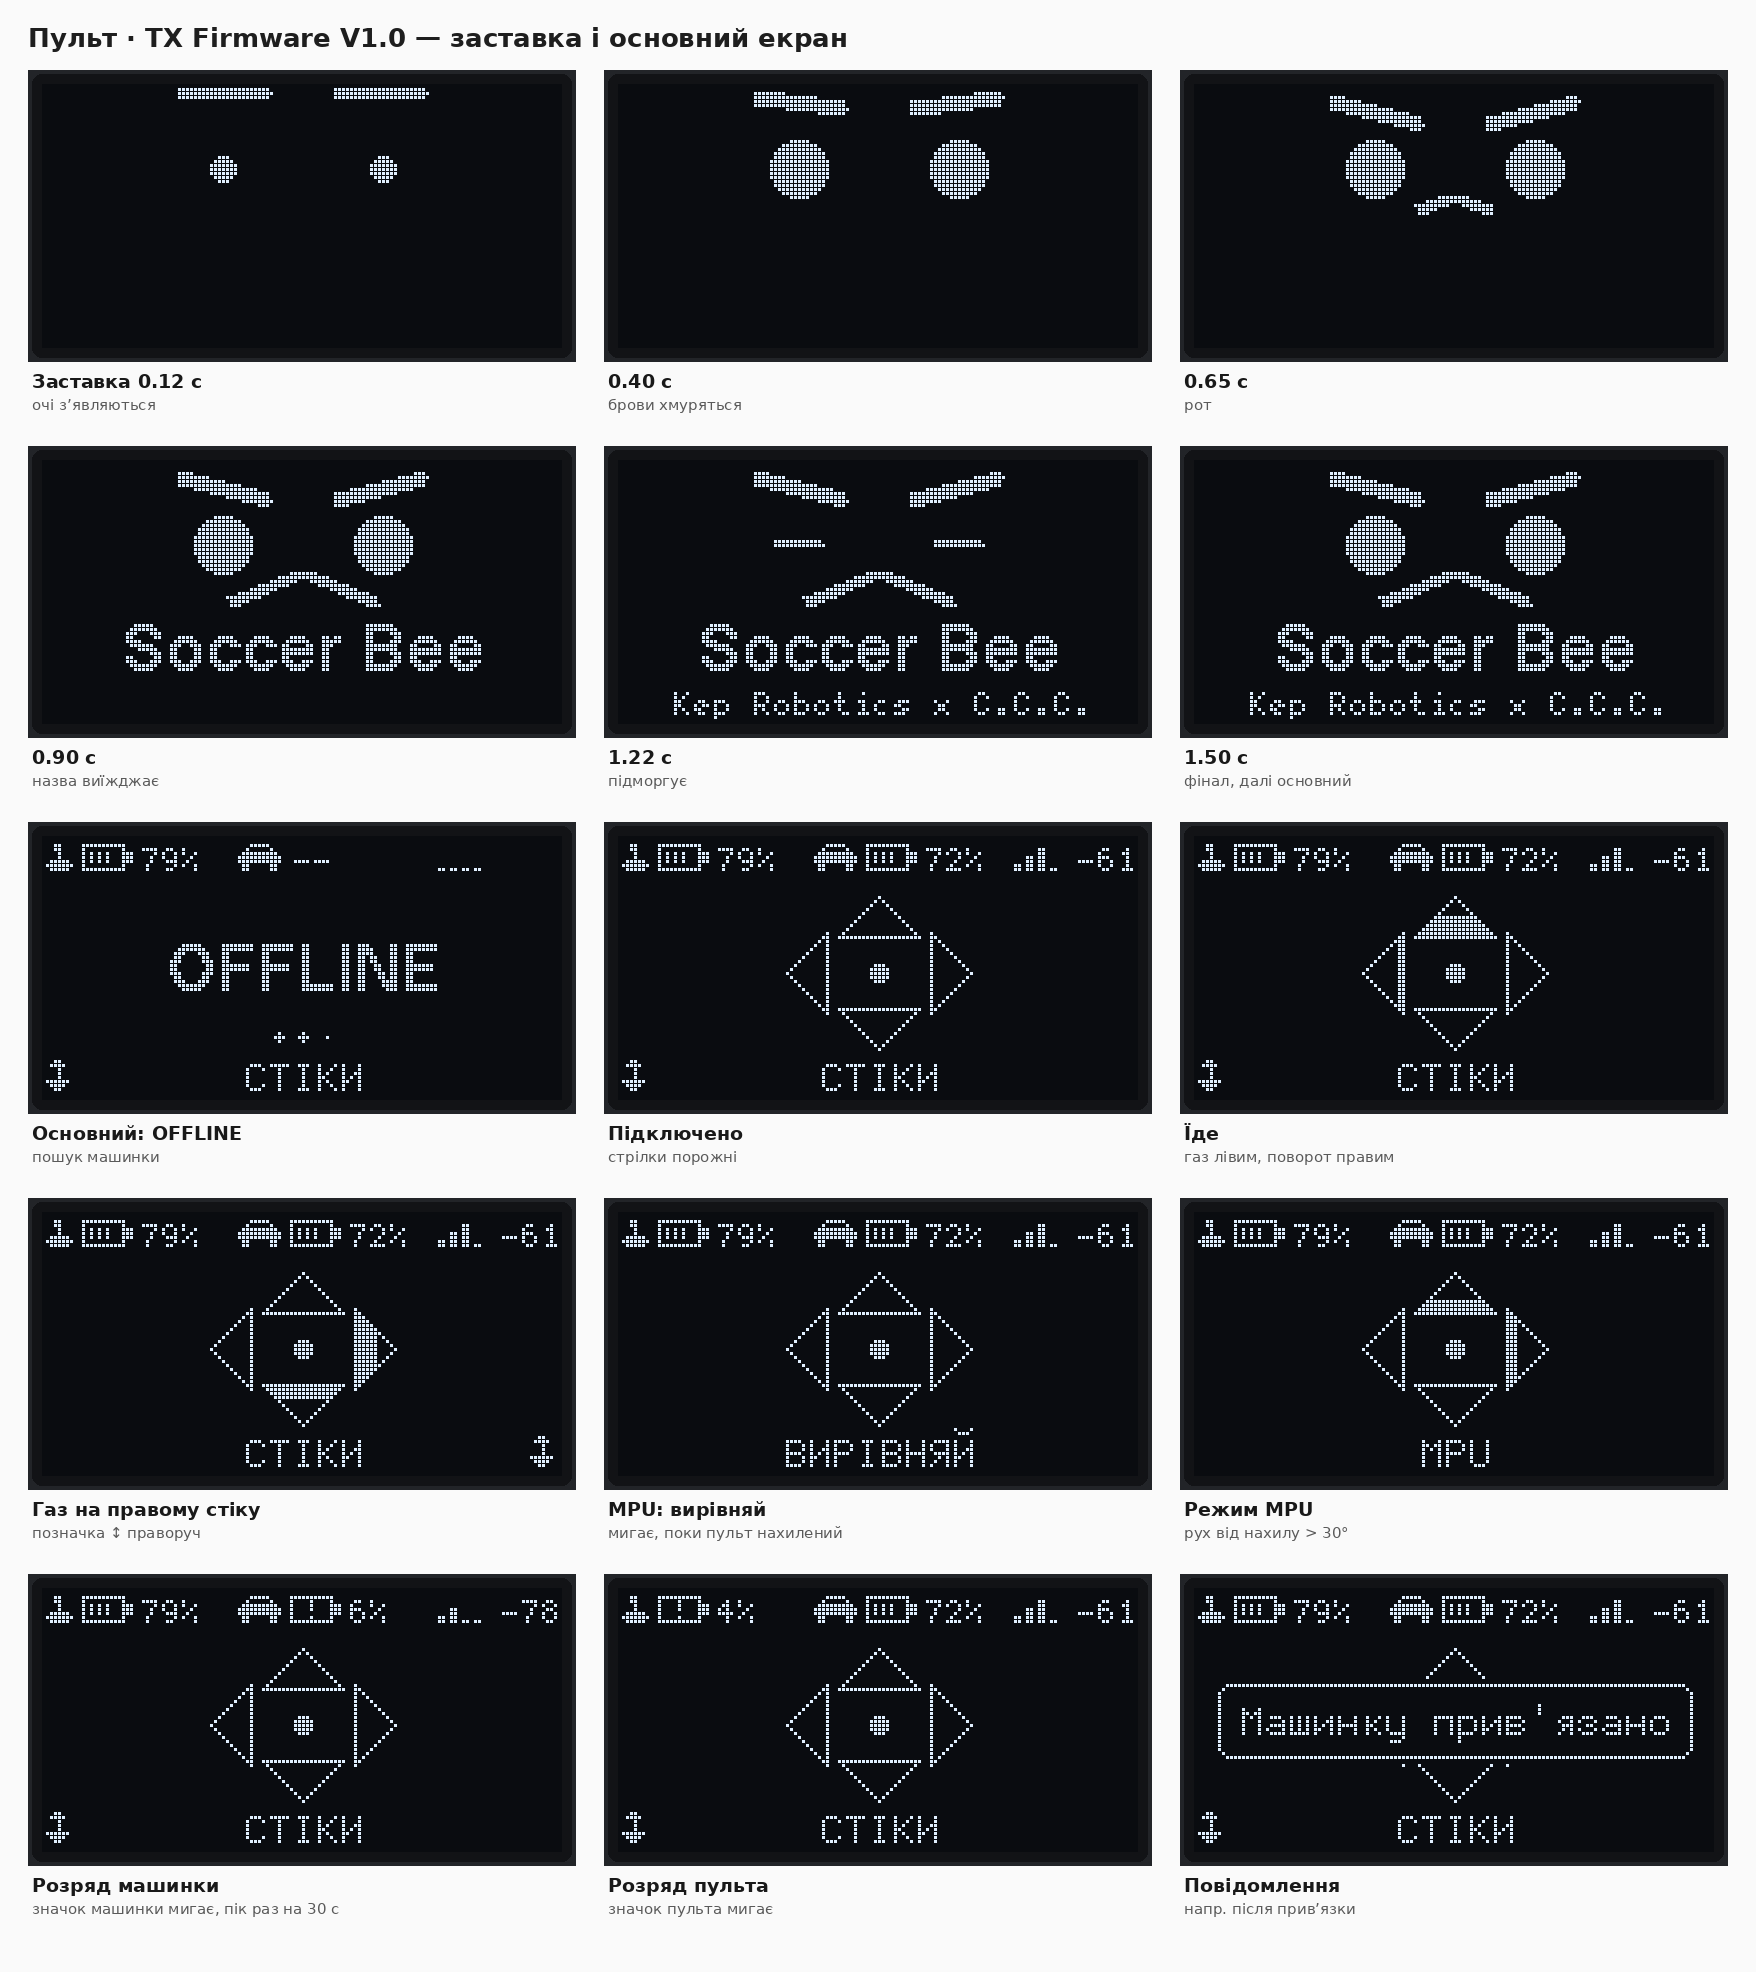 Пульт · TX Firmware V1.0 — заставка і основний екран
Заставка 0.12 с
очі з’являються
0.40 с
брови хмуряться
0.65 с
рот
Soccer Bee
0.90 с
назва виїжджає
Soccer Bee
Kep Robotics x C.C.C.
1.22 с
підморгує
Soccer Bee
Kep Robotics x C.C.C.
1.50 с
фінал, далі основний
79% --
OFFLINE
СТІКИ
Основний: OFFLINE
пошук машинки
79% 72% -61
СТІКИ
Підключено
стрілки порожні
79% 72% -61
СТІКИ
Їде
газ лівим, поворот правим
79% 72% -61
СТІКИ
Газ на правому стіку
позначка ↕ праворуч
79% 72% -61
ВИРІВНЯЙ
MPU: вирівняй
мигає, поки пульт нахилений
79% 72% -61
MPU
Режим MPU
рух від нахилу > 30°
79% ! 6% -78
СТІКИ
Розряд машинки
значок машинки мигає, пік раз на 30 с
! 4% 72% -61
СТІКИ
Розряд пульта
значок пульта мигає
79% 72% -61
Машинку прив'язано
СТІКИ
Повідомлення
напр. після прив’язки